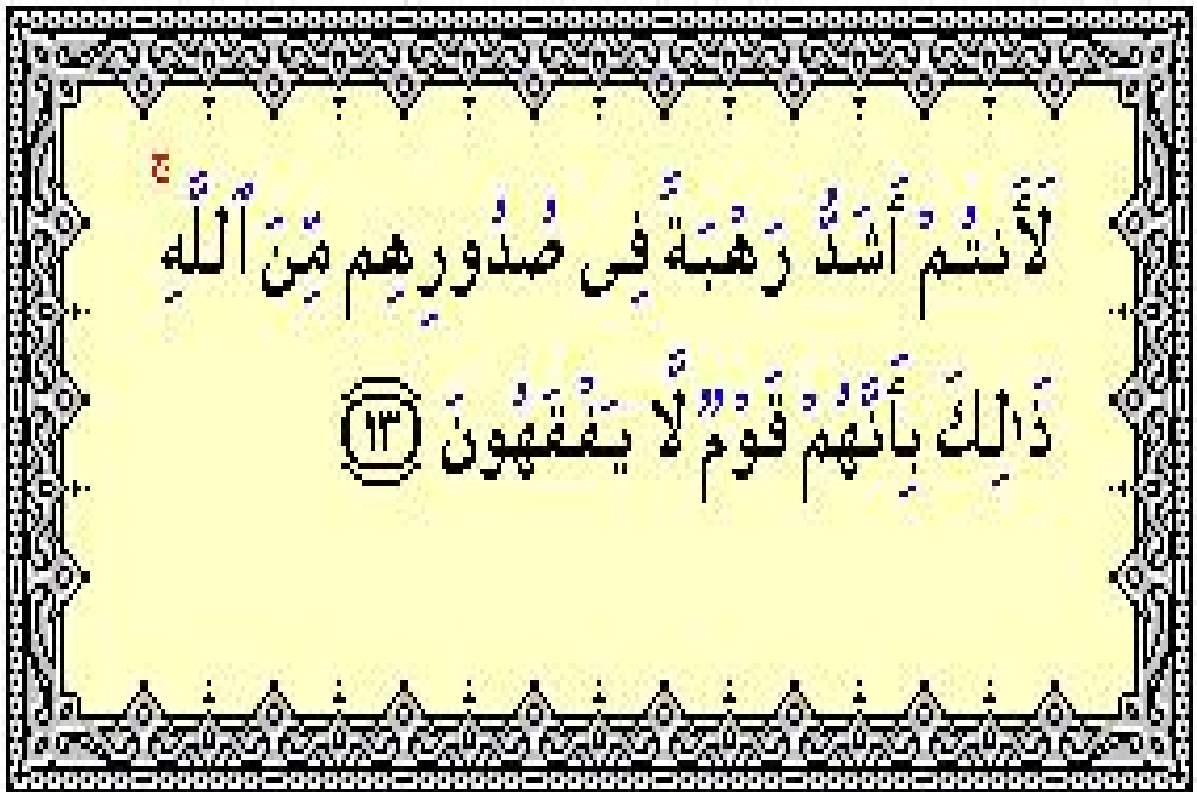 لَأَنتُمْ أَشَدُّ رَهْبَةً فِى صُدُورِهِم مِّنَ ٱللَّهِ ۚ
ذَٰلِكَ بِأَنَّهُمْ قَوْمٌ لَّا يَفْقَهُونَ ١٣